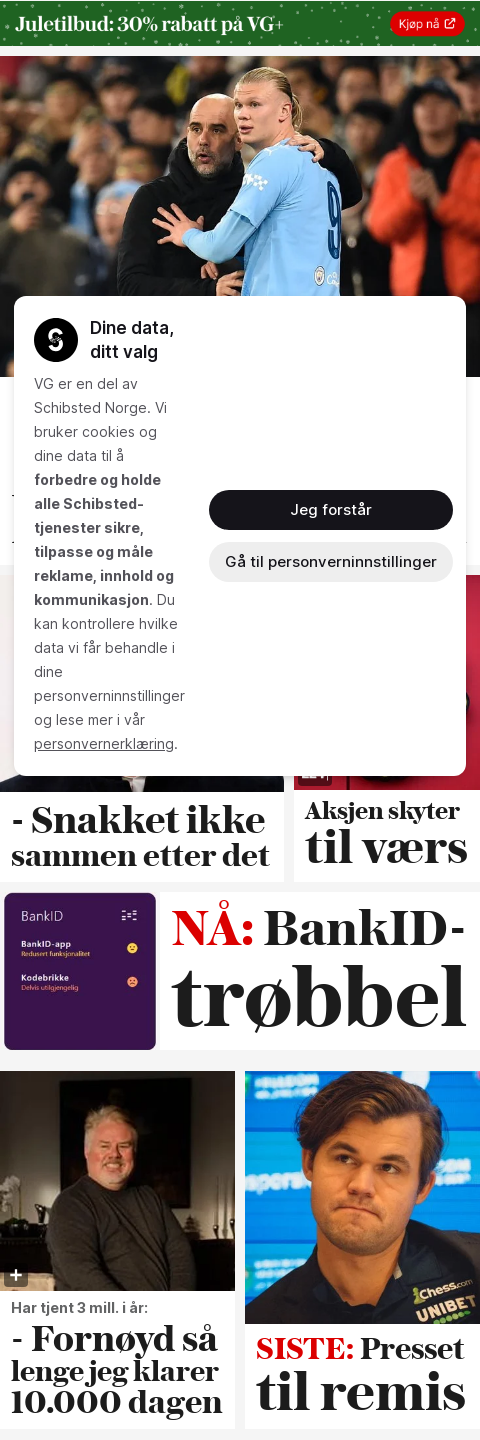 Juletilbud: 30% rabatt på VG+
Kjøp nå
9
Dine data,
ditt valg
VG er en del av
Schibsted Norge. Vi
bruker cookies og
dine data til å
forbedre og holde
alle Schibsted-
tjenester sikre,
tilpasse og måle
reklame, innhold og
kommunikasjon. Du
kan kontrollere hvilke
data vi får behandle i
dine
personverninnstillinger
og lese mer i vår
personvernerklæring.
Jeg forstår
Gå til personverninnstillinger
- Snakket ikke
sammen etter det
Aksjen skyter
til værs
BankID
BankID-app
Redusert funksjonalitet
Kodebrikke
Delvis utilgjengelig
NÅ: BankID-
trøbbel
Har tjent 3 mill. i år:
- Fornøyd så
lenge jeg klarer
10.000 dagen
Chess.com
UNIBET
SISTE: Presset
til remis